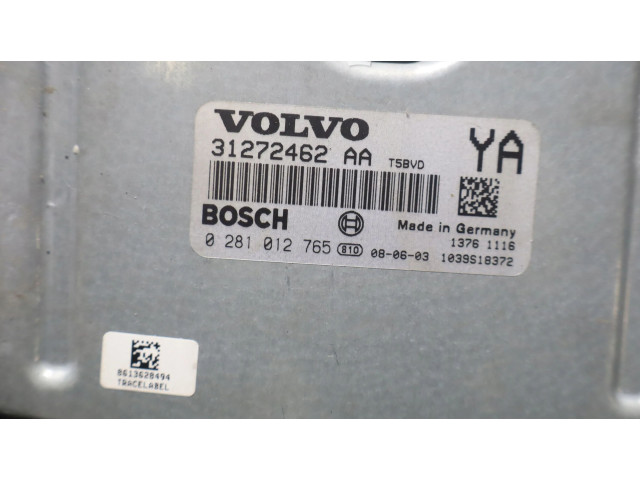 VOLVO
31272462 AA T5BVD
YA
BOSCH
Made in Germany
1376 1116
0 281 012 765 810 08-06-03 1039S18372
8613628494
TRACELABEL